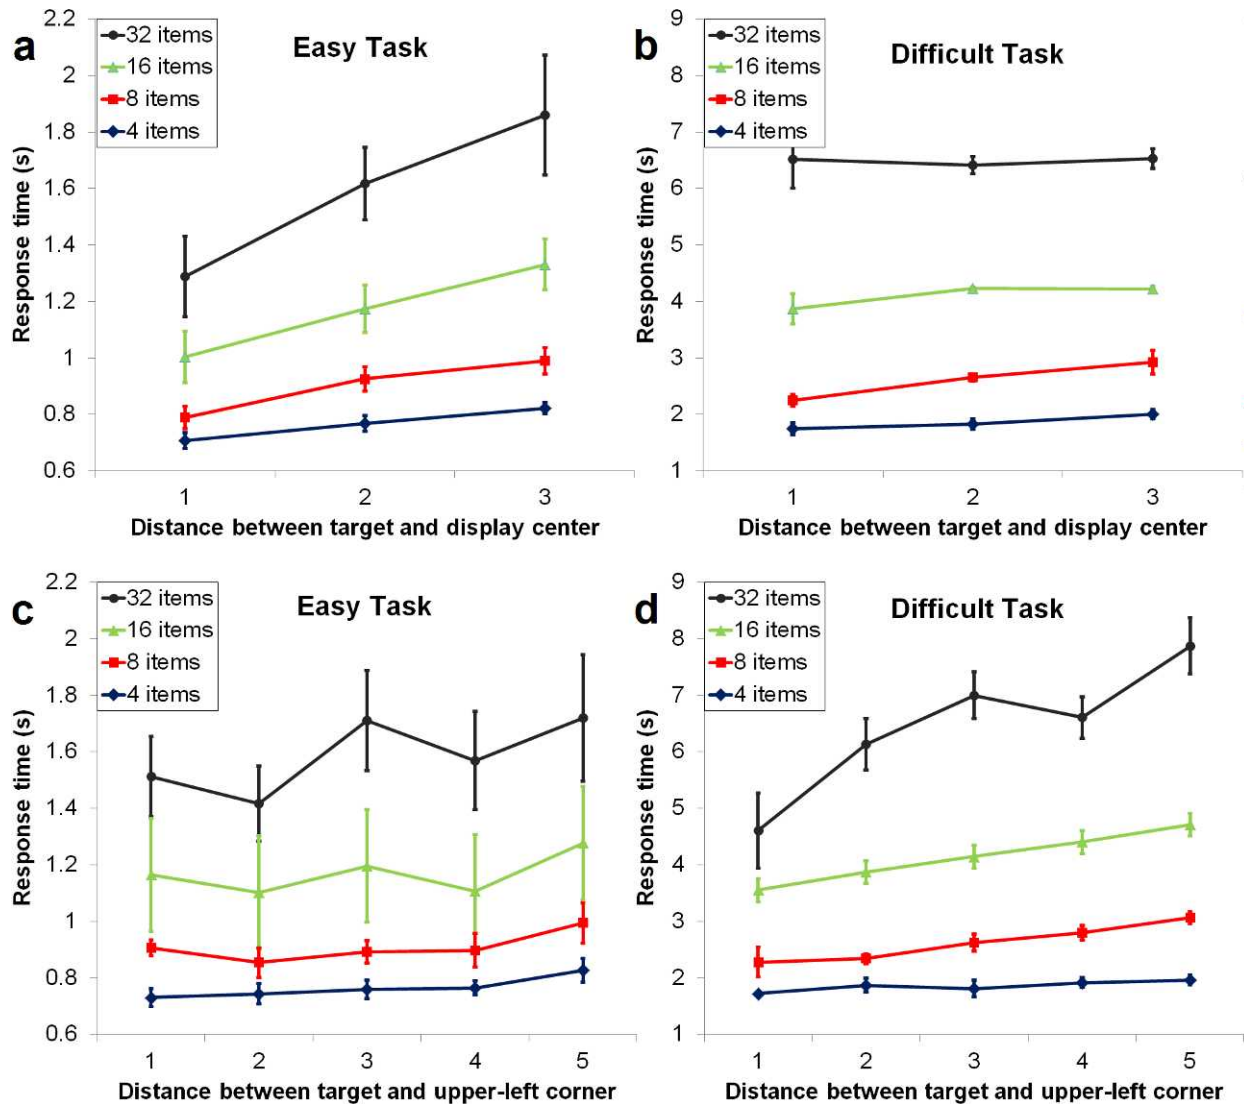 a
Easy Task
32 items
16 items
8 items
4 items
Response time (s)
2.2
2
1.8
1.6
1.4
1.2
1
0.8
0.6
1 2 3
Distance between target and display center
b
Difficult Task
32 items
16 items
8 items
4 items
Response time (s)
9
8
7
6
5
4
3
2
1
1 2 3
Distance between target and display center
c
Easy Task
32 items
16 items
8 items
4 items
Response time (s)
2.2
2
1.8
1.6
1.4
1.2
1
0.8
0.6
1 2 3 4 5
Distance between target and upper-left corner
d
Difficult Task
32 items
16 items
8 items
4 items
Response time (s)
9
8
7
6
5
4
3
2
1
1 2 3 4 5
Distance between target and upper-left corner